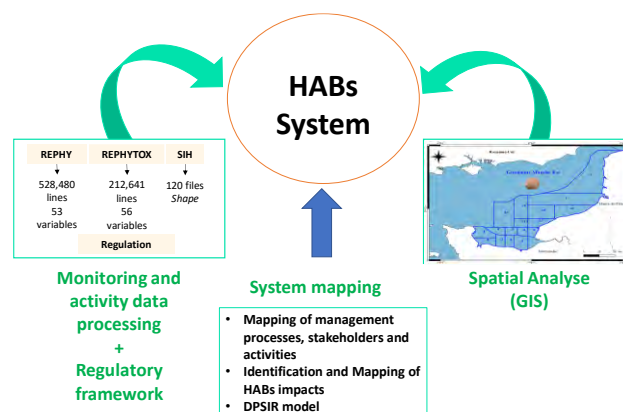 HABs
System
REPHY
REPHYTOX
SIH
528,480
lines
53
variables
212,641
lines
56
variables
120 files
Shape
Regulation
Monitoring and
activity data
processing
+
Regulatory
framework
System mapping
• Mapping of management
processes, stakeholders and
activities
• Identification and Mapping of
HABs impacts
• DPSIR model
Spatial Analyse
(GIS)